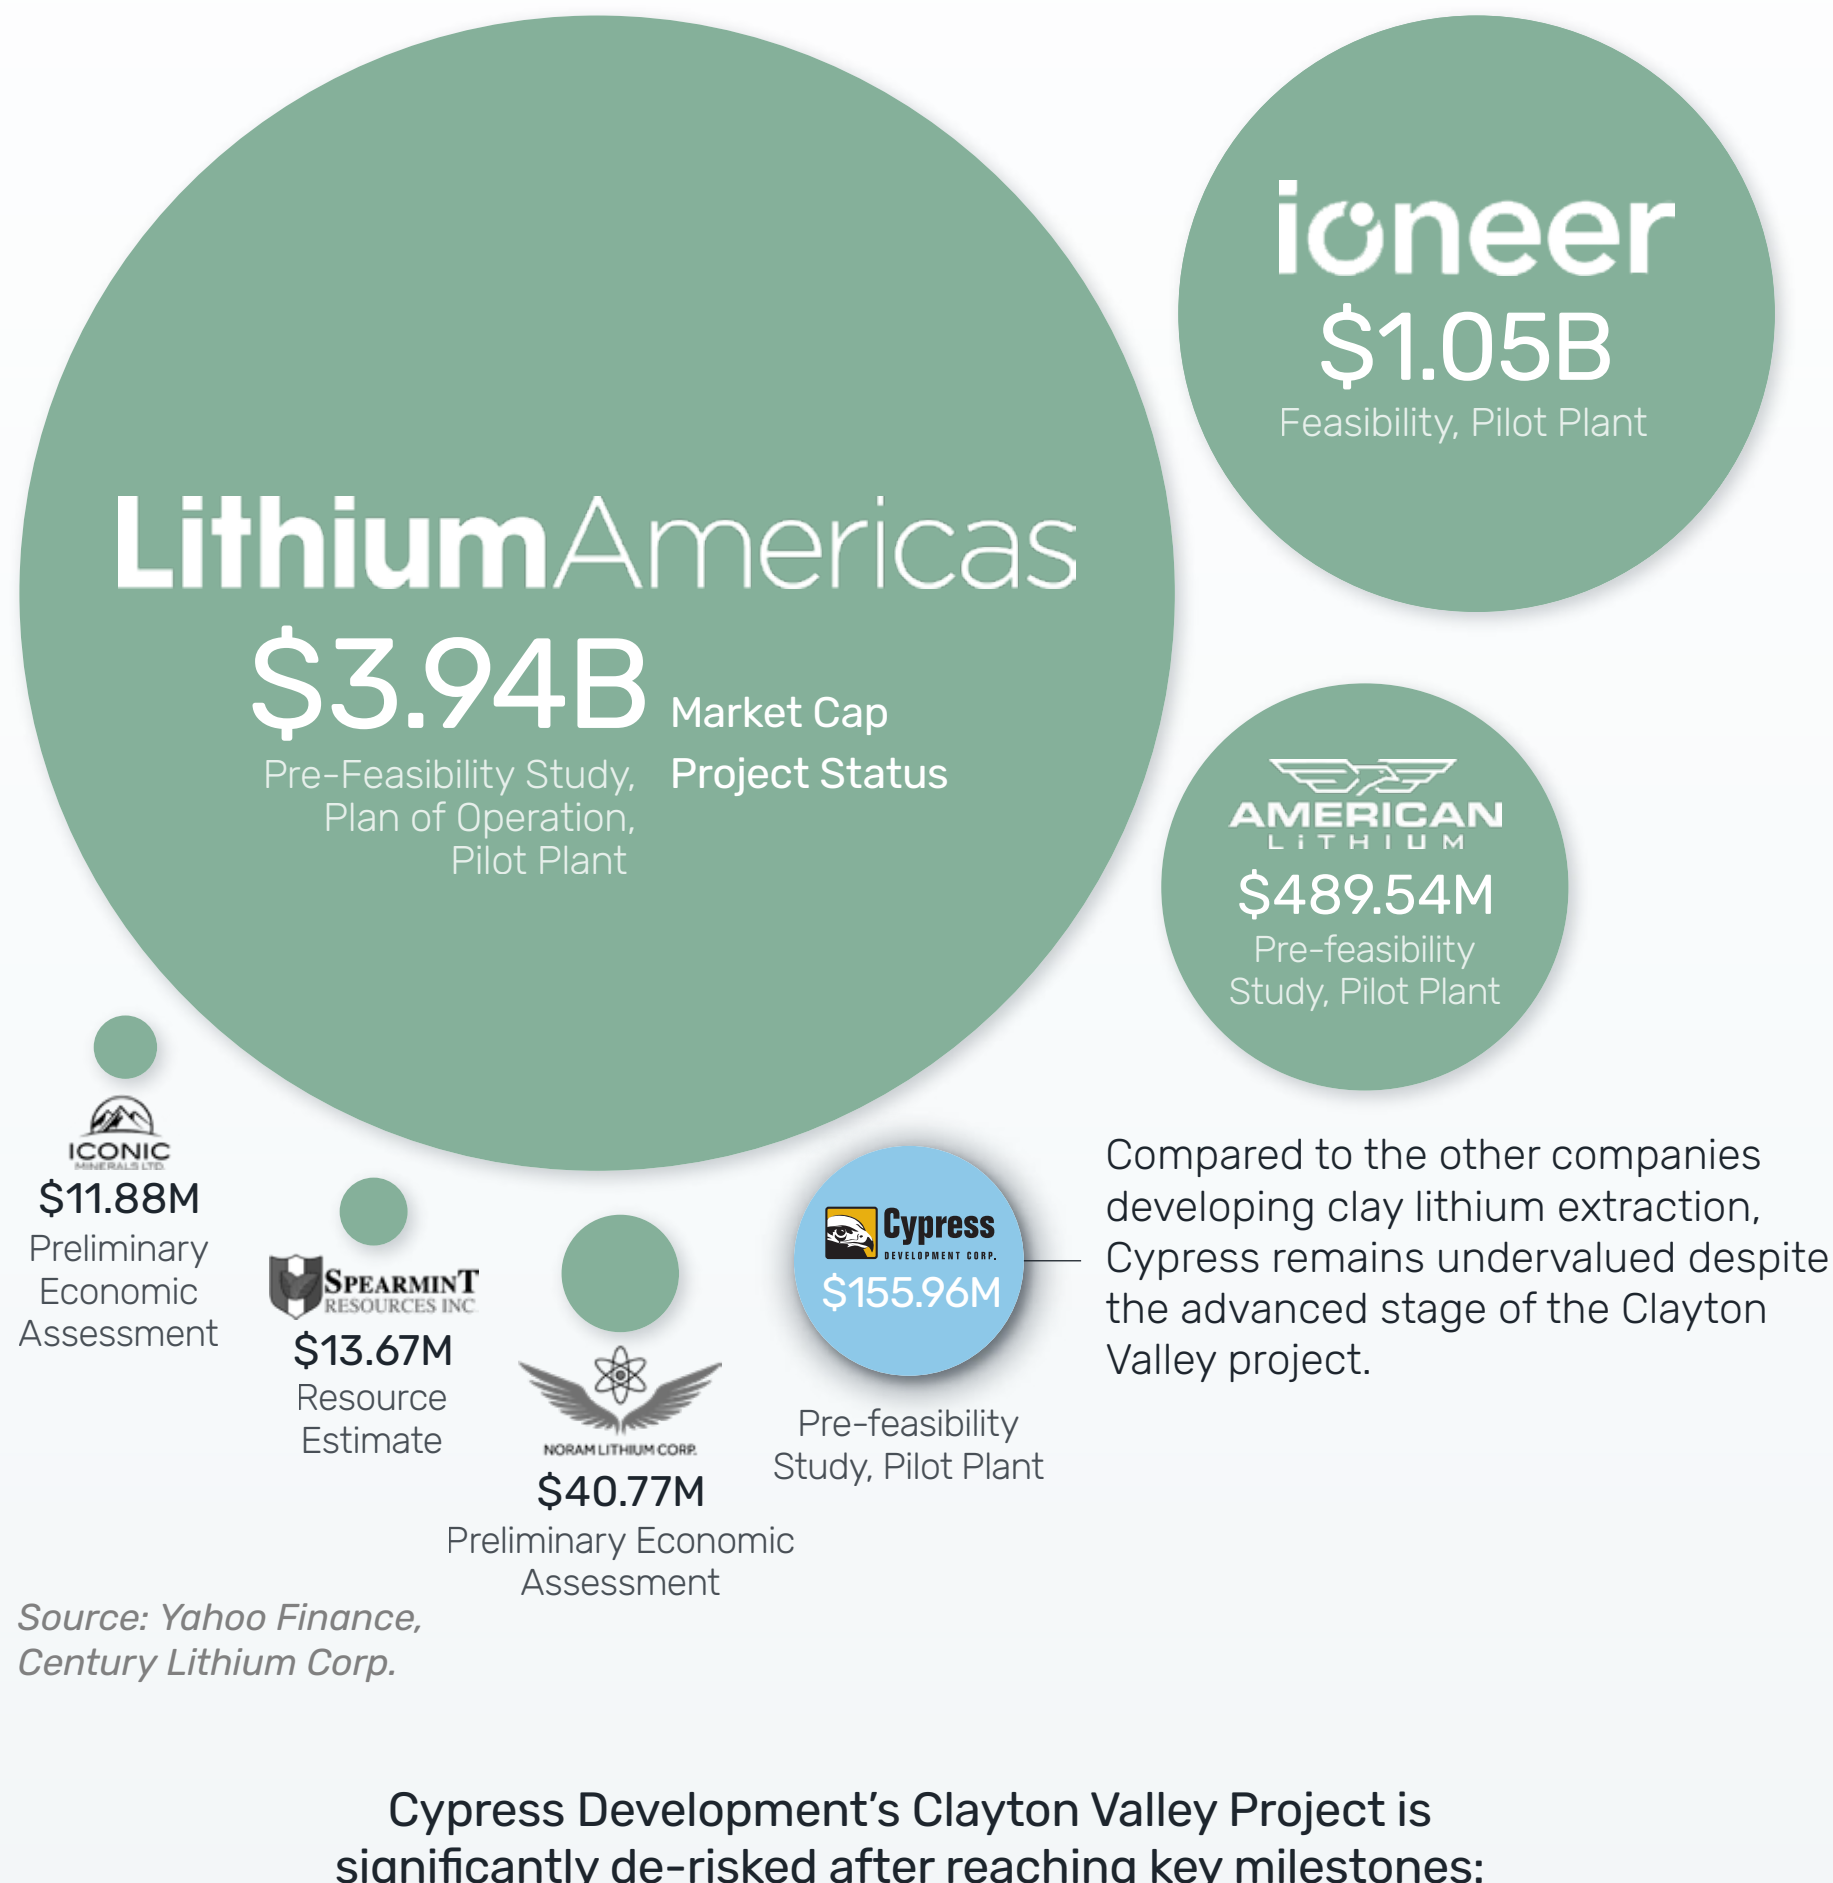 LithiumAmericas
$3.94B Market Cap
Pre-Feasibility Study, Project Status
Plan of Operation,
Pilot Plant
ioneer
$1.05B
Feasibility, Pilot Plant
AMERICAN
LiTHIUM
$489.54M
Pre-feasibility
Study, Pilot Plant
ICONIC
MINERALS LTD.
$11.88M
Preliminary
Economic
Assessment
SPEARMINT
RESOURCES INC
$13.67M
Resource
Estimate
NORAM LITHIUM CORP.
$40.77M
Preliminary Economic
Assessment
Cypress
DEVELOPMENT CORP.
$155.96M
Pre-feasibility
Study, Pilot Plant
Compared to the other companies
developing clay lithium extraction,
Cypress remains undervalued despite
the advanced stage of the Clayton
Valley project.
Source: Yahoo Finance,
Century Lithium Corp.
Cypress Development's Clayton Valley Project is
significantly de-risked after reaching key milestones: